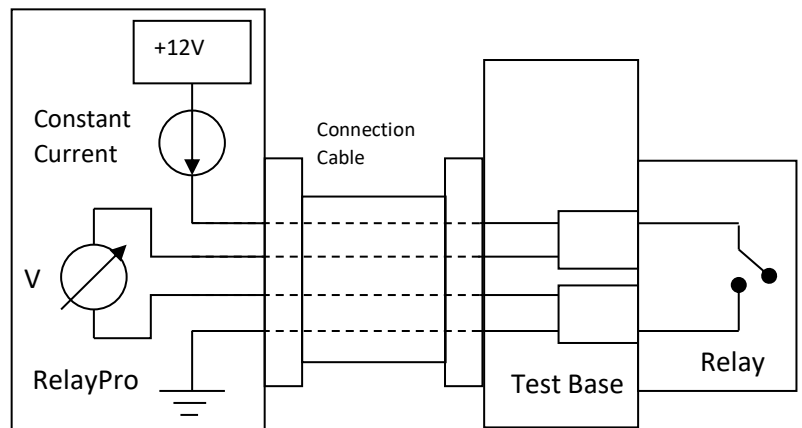 +12V
Constant
Current
Connection
Cable
V
RelayPro
Test Base
Relay